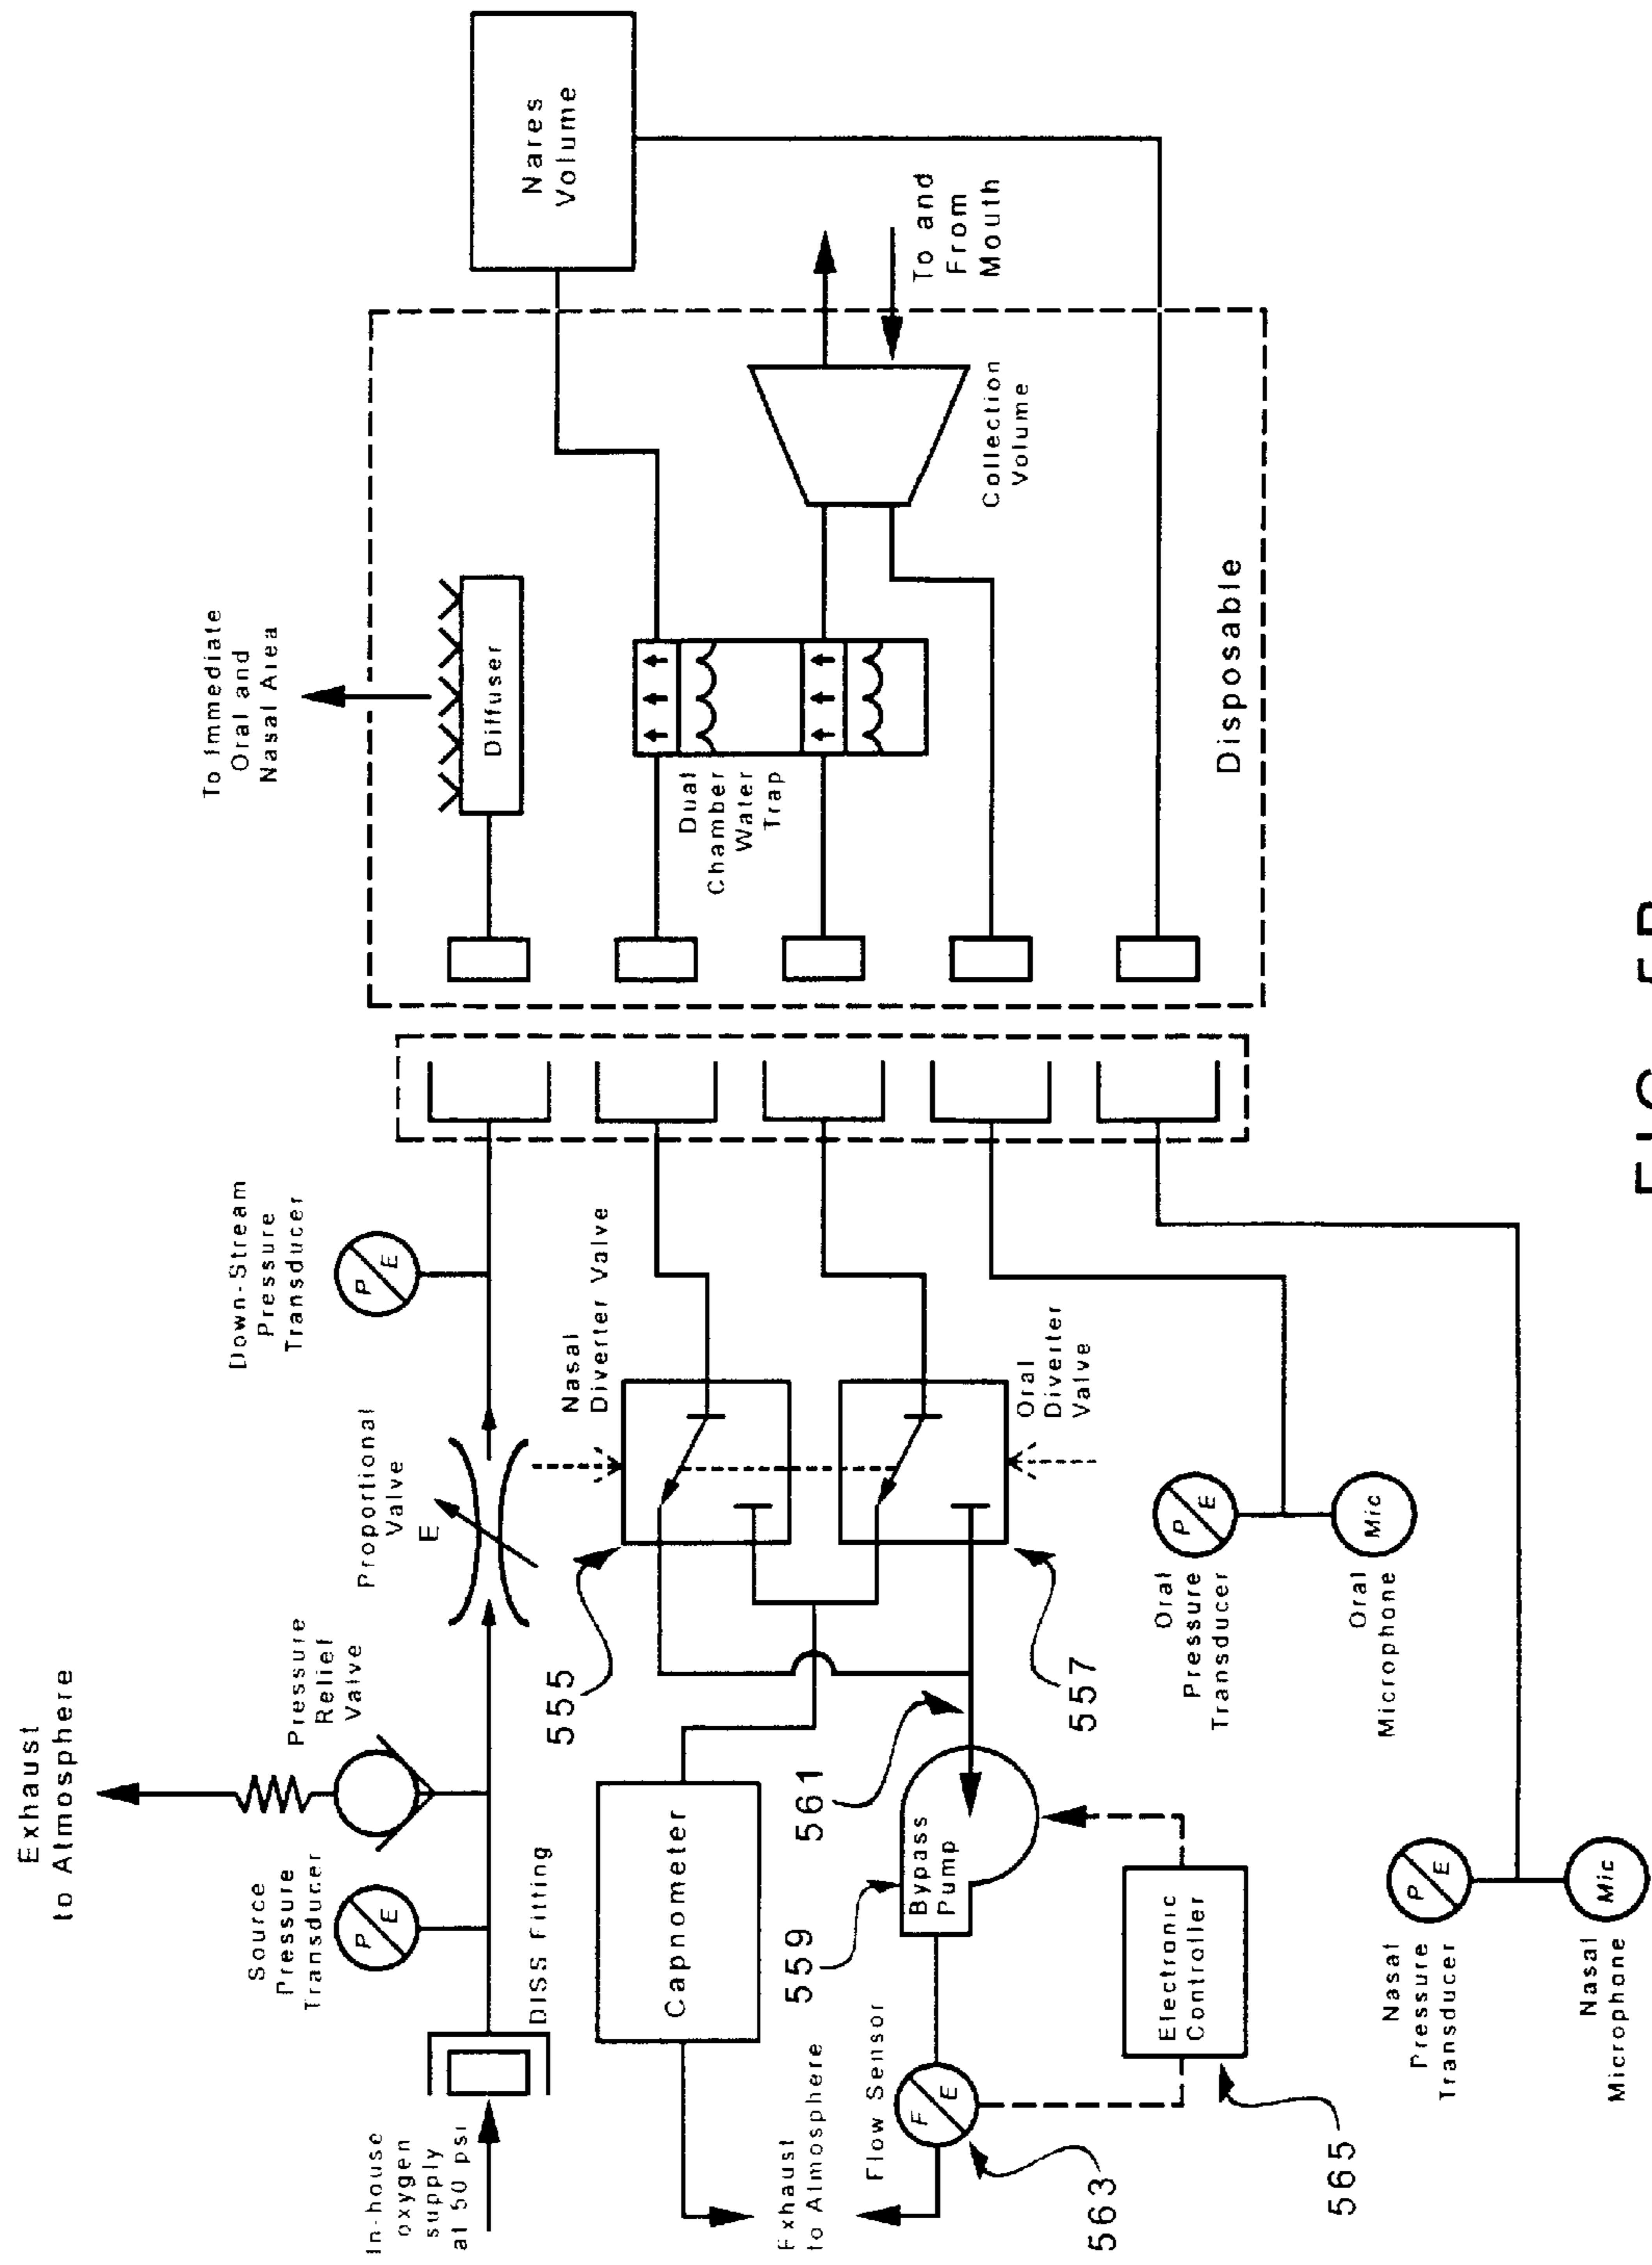 Exhaust
to Atmosphere
In-house
oxygen
supply
at 50 psi
DISS Fitting
Source
Pressure
Transducer
P
E
Pressure
Relief
Valve
Proportional
Valve
E
Down-Stream
Pressure
Transducer
P
E
To Immediate
Oral and
Nasal Area
Diffuser
Nares
Volume
Nasal
Diverter Valve
555
Capnometer
Dual
Chamber
Water
Trap
To and
From
Mouth
Collection
Volume
Oral
Diverter
Valve
557
561
559
Bypass
Pump
Exhaust
to Atmosphere
Flow Sensor
F
E
563
Electronic
Controller
565
Disposable
Oral
Pressure
Transducer
P
E
Oral
Microphone
Mic
Nasal
Pressure
Transducer
P
E
Nasal
Microphone
Mic